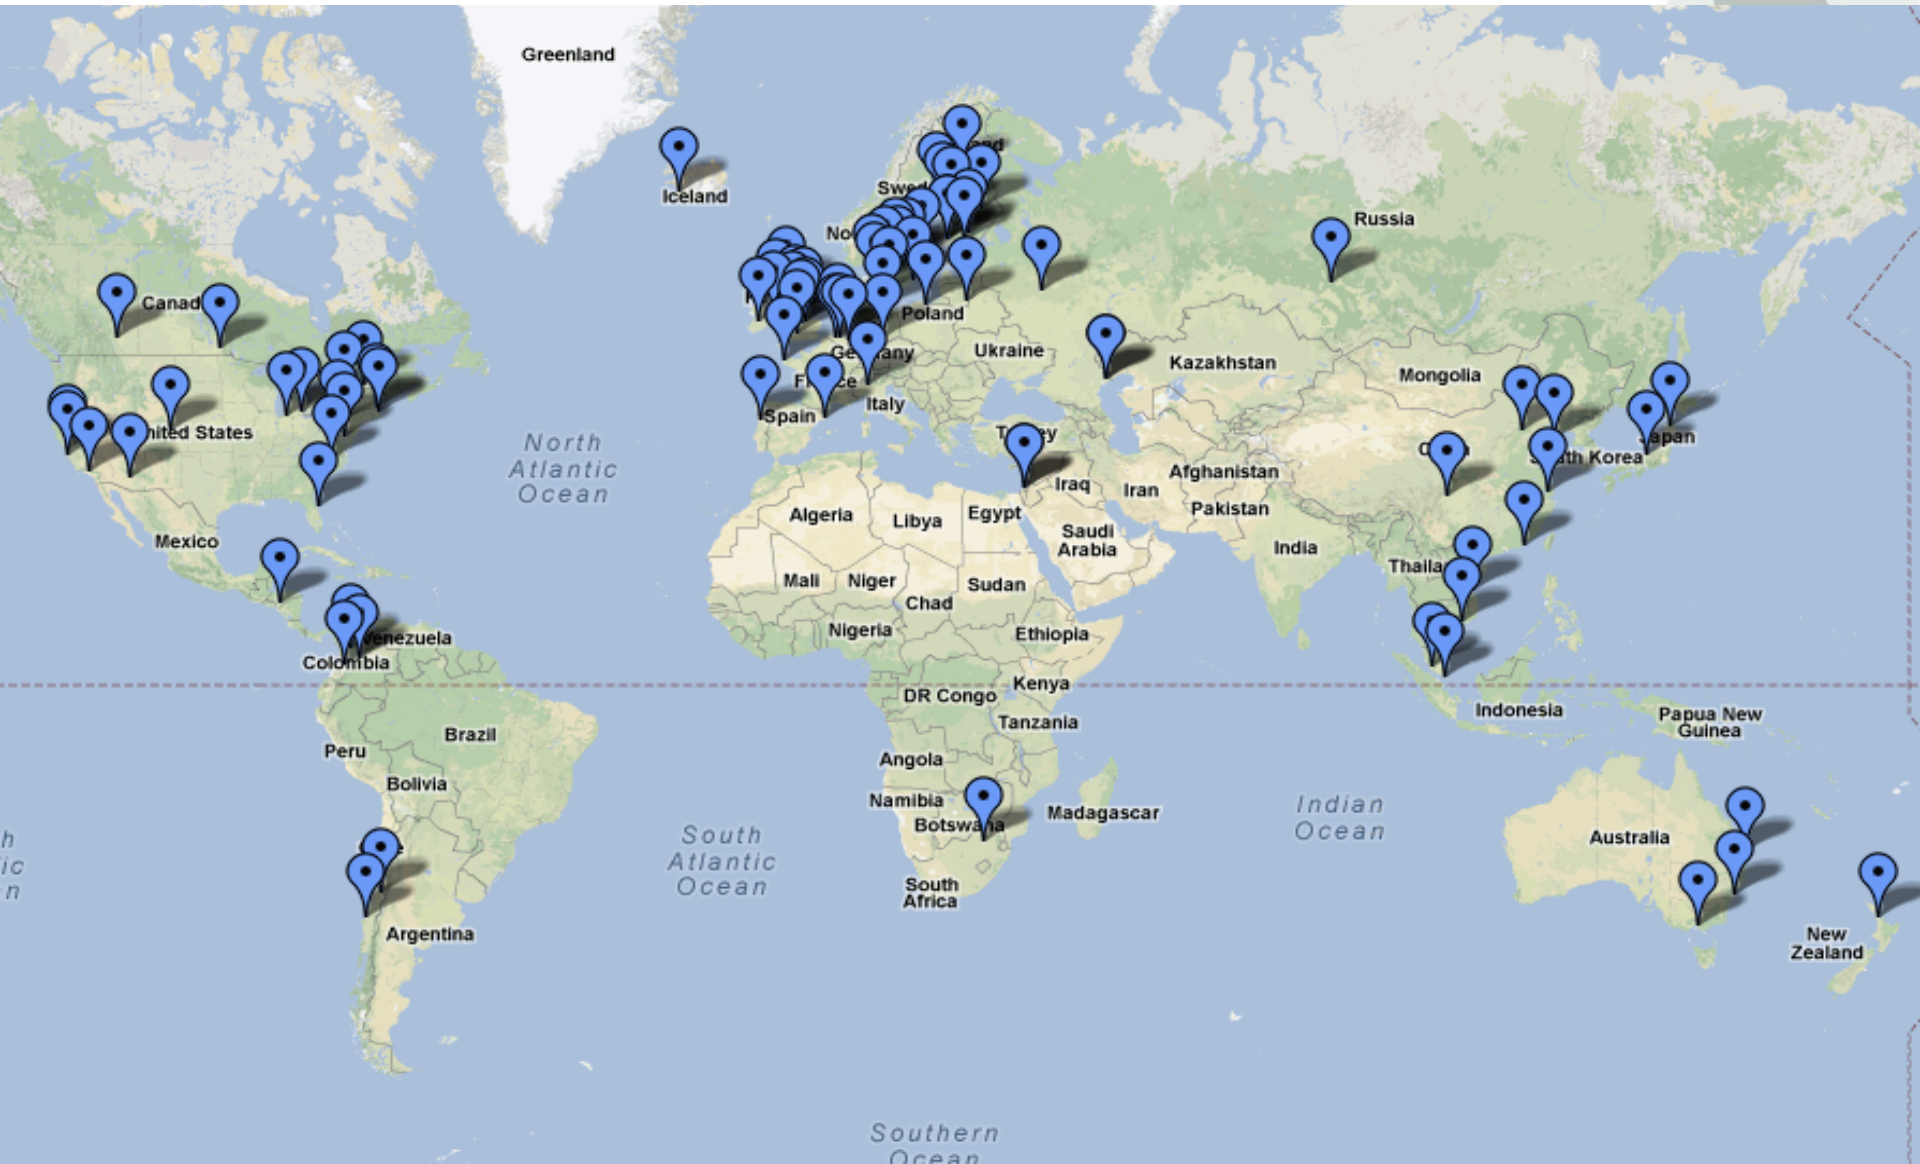 Greenland
Iceland
Russia
Canad
Poland
Ukraine
Kazakhstan
Mongolia
Italy
Spain
United States
North
Atlantic
Ocean
Afghanistan
Iraq
Iran
Pakistan
Japan
South Korea
Mexico
Algeria
Libya
Egypt
Saudi
Arabia
India
Thaila
Mali
Niger
Chad
Sudan
Nigeria
Ethiopia
Venezuela
Colombia
DR Congo
Kenya
Tanzania
Indonesia
Papua New
Guinea
Brazil
Peru
Bolivia
Angola
Namibia
Botswana
Madagascar
Indian
Ocean
Australia
South
Atlantic
Ocean
South
Africa
Argentina
New
Zealand
Southern
Ocean